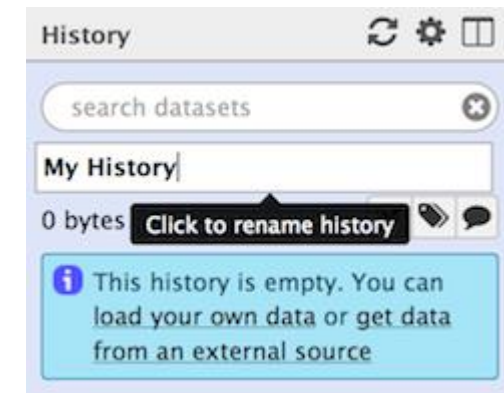 History
search datasets
My History
0 bytes
Click to rename history
This history is empty. You can
load your own data or get data
from an external source